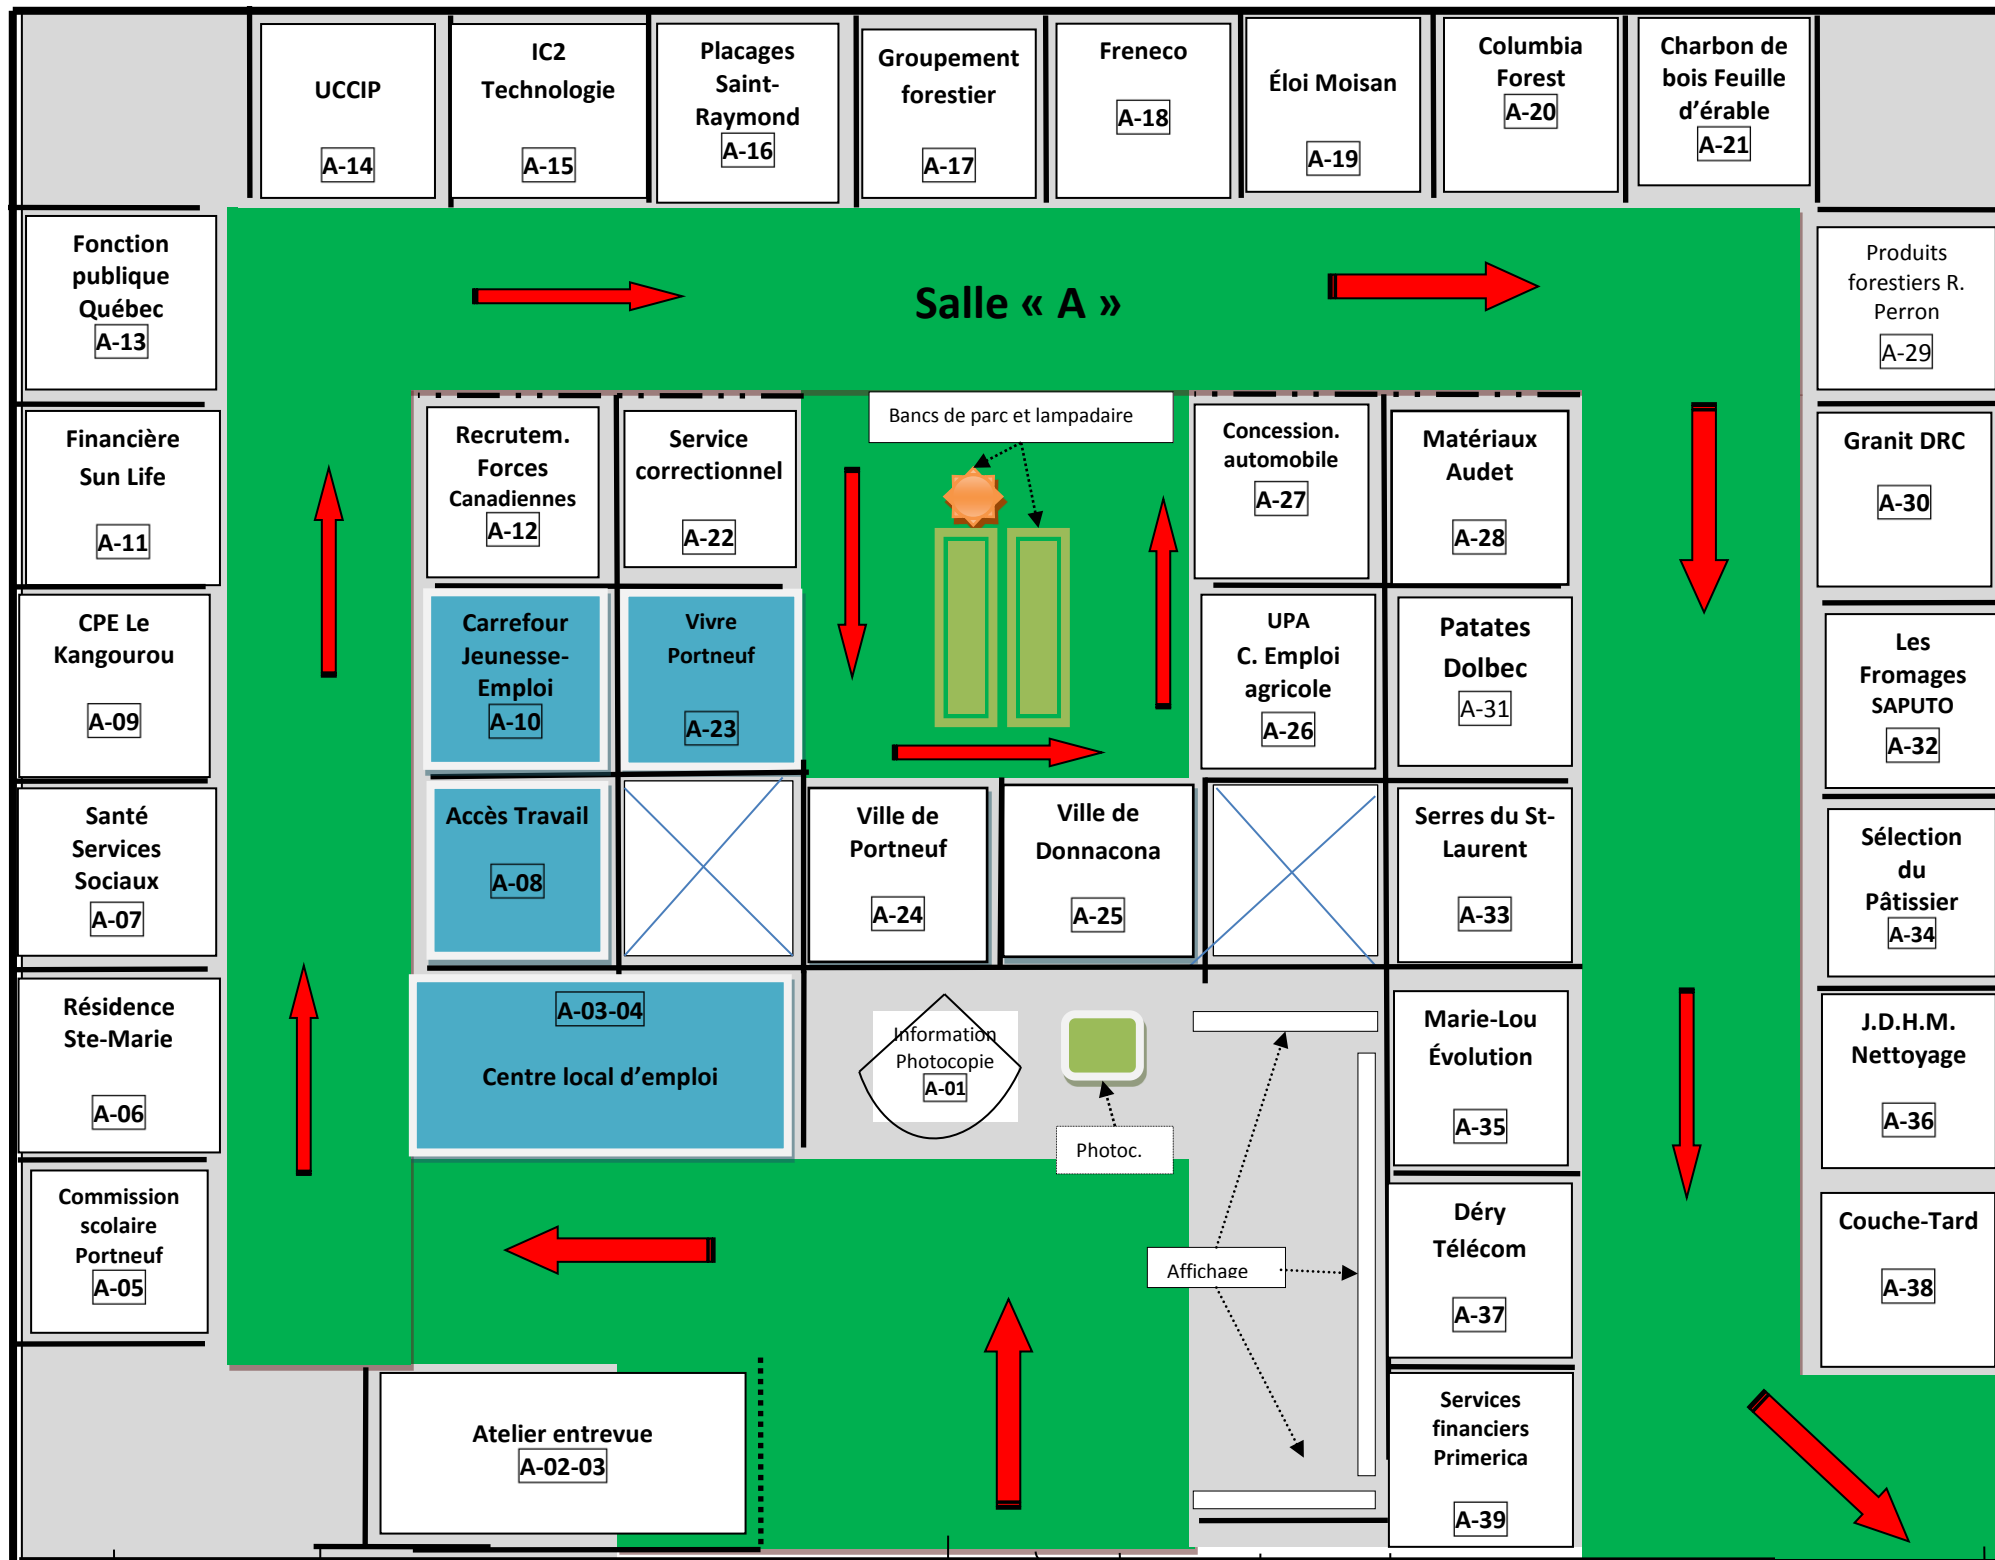 UCCIP
A-14
IC2
Technologie
A-15
Placages
Saint-
Raymond
A-16
Groupement
forestier
A-17
Freneco
A-18
Éloi Moisan
A-19
Columbia
Forest
A-20
Charbon de
bois Feuille
d’érable
A-21
Fonction
publique
Québec
A-13
Salle « A »
Produits
forestiers R.
Perron
A-29
Financière
Sun Life
A-11
Recrutem.
Forces
Canadiennes
A-12
Service
correctionnel
A-22
Bancs de parc et lampadaire
Concession.
automobile
A-27
Matériaux
Audet
A-28
Granit DRC
A-30
CPE Le
Kangourou
A-09
Carrefour
Jeunesse-
Emploi
A-10
Vivre
Portneuf
A-23
UPA
C. Emploi
agricole
A-26
Patates
Dolbec
A-31
Les
Fromages
SAPUTO
A-32
Santé
Services
Sociaux
A-07
Accès Travail
A-08
Ville de
Portneuf
A-24
Ville de
Donnacona
A-25
Serres du St-
Laurent
A-33
Sélection
du
Pâtissier
A-34
Résidence
Ste-Marie
A-06
A-03-04
Centre local d’emploi
Information
Photocopie
A-01
Photoc.
Marie-Lou
Évolution
A-35
J.D.H.M.
Nettoyage
A-36
Commission
scolaire
Portneuf
A-05
Affichage
Déry
Télécom
A-37
Couche-Tard
A-38
Atelier entrevue
A-02-03
Services
financiers
Primerica
A-39